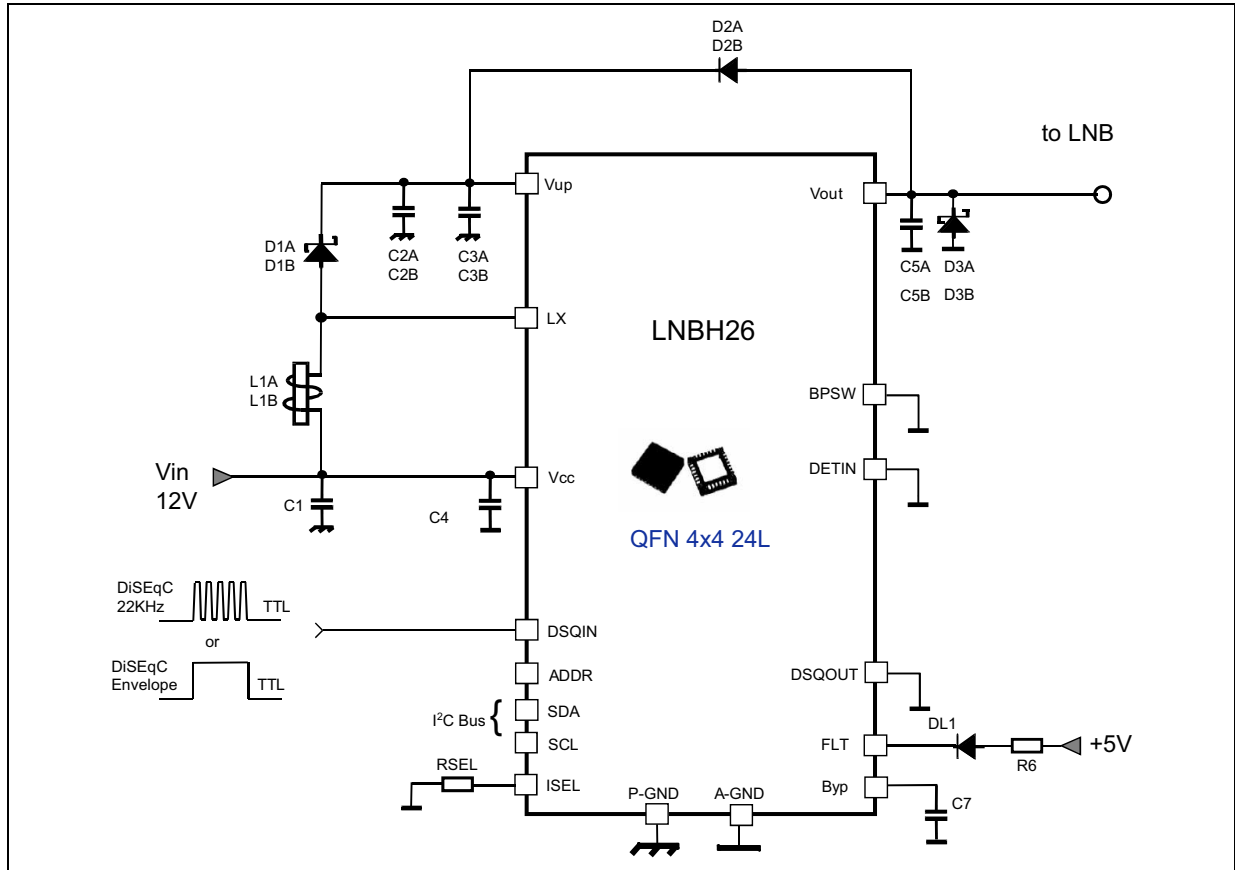 D2A
D2B
to LNB
Vup
Vout
D1A
D1B
C2A
C2B
C3A
C3B
C5A
C5B
D3A
D3B
LX
LNBH26
L1A
L1B
BPSW
Vin
12V
Vcc
DETIN
C1
C4
QFN 4x4 24L
DiSEqC
22KHz
TTL
or
DiSEqC
Envelope
TTL
DSQIN
ADDR
DSQOUT
I²C Bus {
SDA
SCL
DL1
FLT
+5V
R6
RSEL
ISEL
P-GND
A-GND
Byp
C7